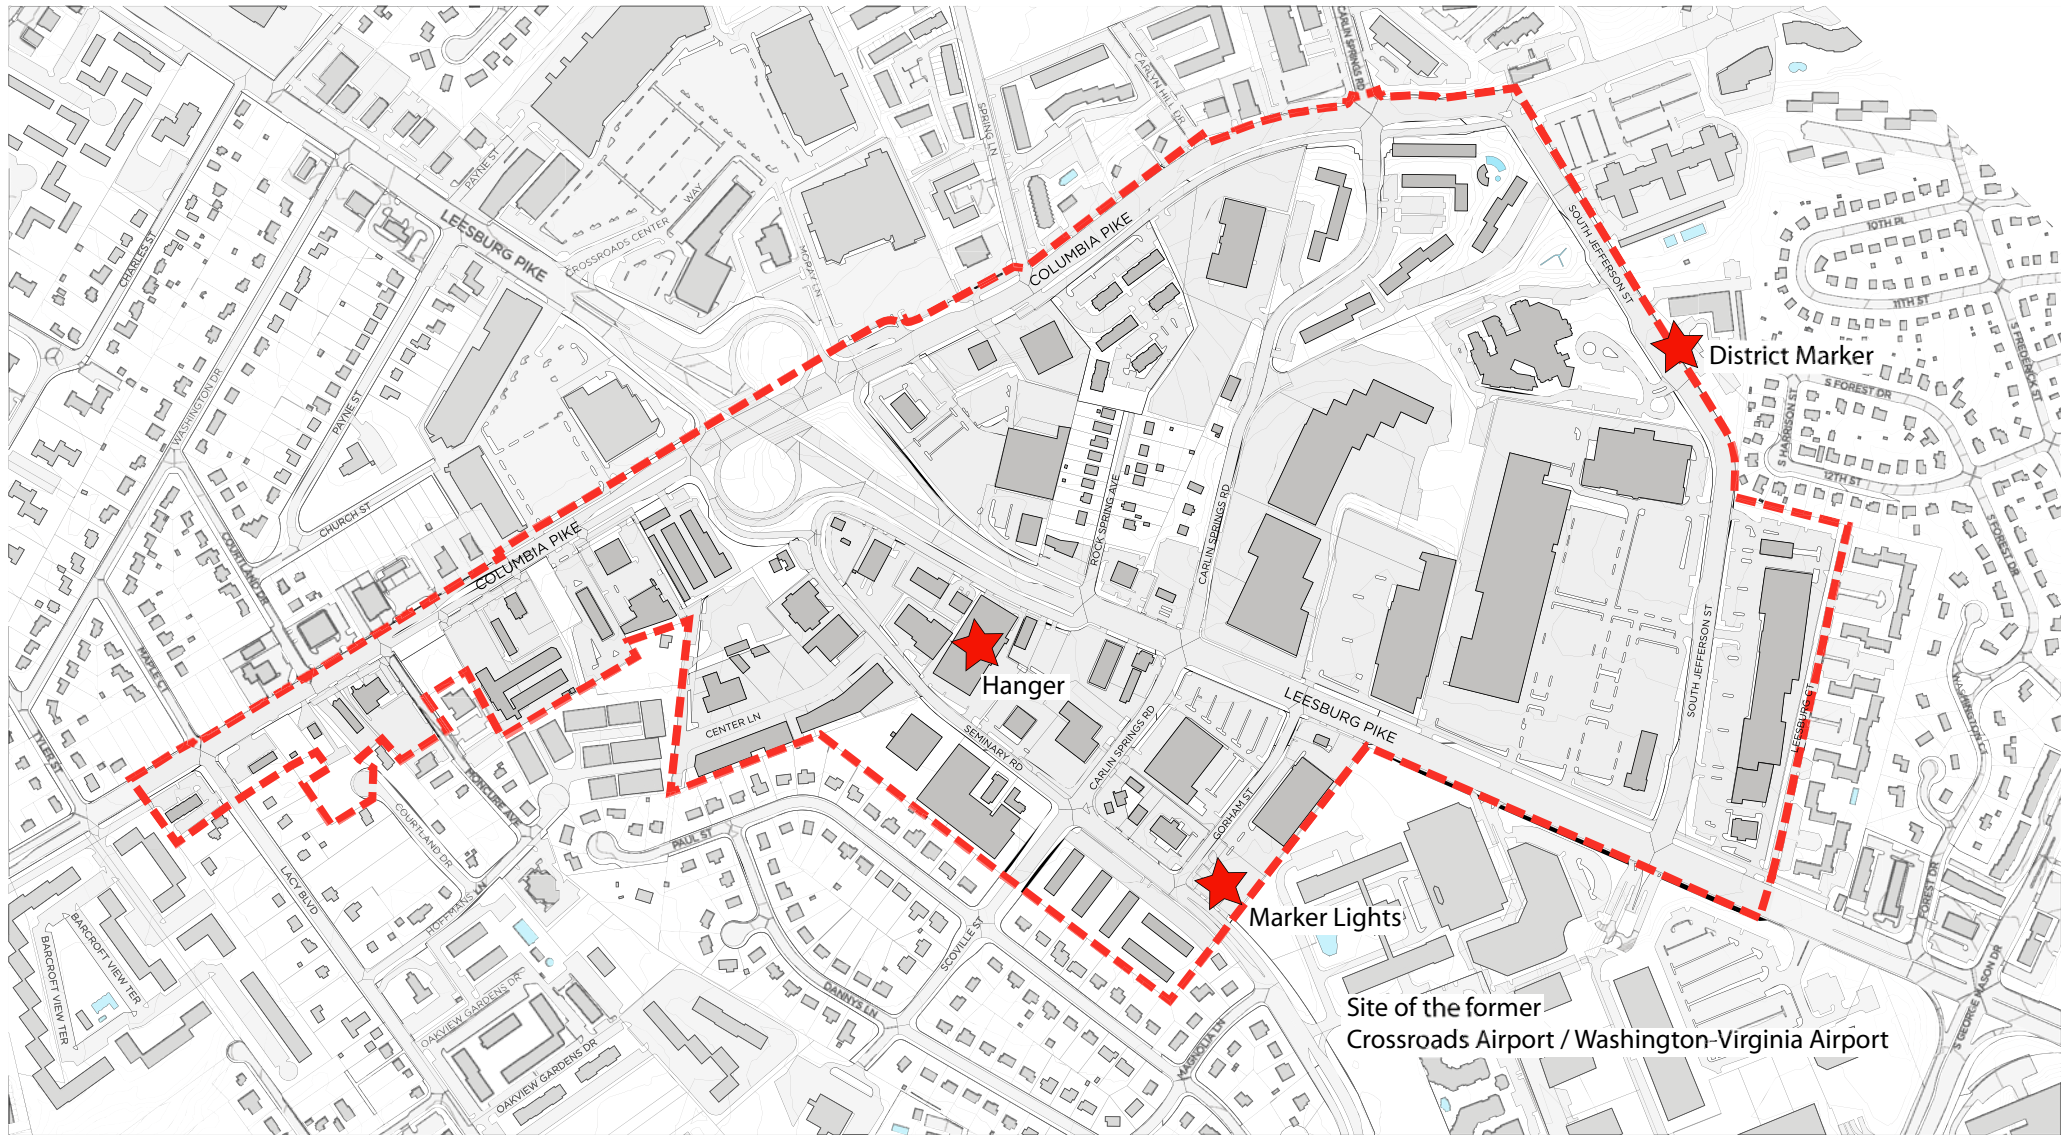 CARLIN SPRINGS RD
CARLYN HILL DR
SPRING LN
PAYNE ST
WAY
CROSSROADS CENTER
LEESBURG PIKE
CHARLES ST
MORAY LN
COLUMBIA PIKE
SOUTH JEFFERSON ST
10TH PL
11TH ST
S FREDERICK ST
District Marker
S FOREST DR
S HARRISON ST
12TH ST
WASHINGTON DR
PAYNE ST
CHURCH ST
COLUMBIA PIKE
ROCK SPRING AVE
CARLIN SPRINGS RD
S FOREST DR
COURTLAND DR
MAPLE CT
TYLER ST
Hanger
CENTER LN
SEMINARY RD
CARLIN SPRINGS RD
LEESBURG PIKE
SOUTH JEFFERSON ST
LEESBURG CT
WASHINGTON CT
MONCURE AVE
COURTLAND DR
GORHAM ST
PAUL ST
LACY BLVD
HOFFMANS LN
Marker Lights
FOREST DR
BARCROFT VIEW TER
BARCROFT VIEW TER
SCOVILLE ST
DANNYS LN
OAKVIEW GARDENS DR
OAKVIEW GARDENS DR
MAGNOLIA LN
S GEORGE MASON DR
Site of the former
Crossroads Airport / Washington-Virginia Airport